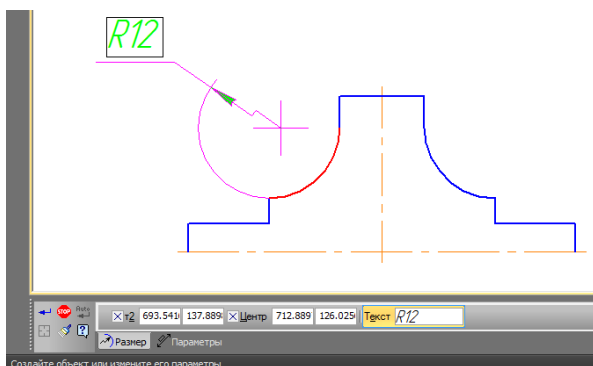 R12
Auto
т2 693.541 137.889 Центр 712.889 126.025 Текст R12
Размер Параметры
Создайте объект или измените его параметры